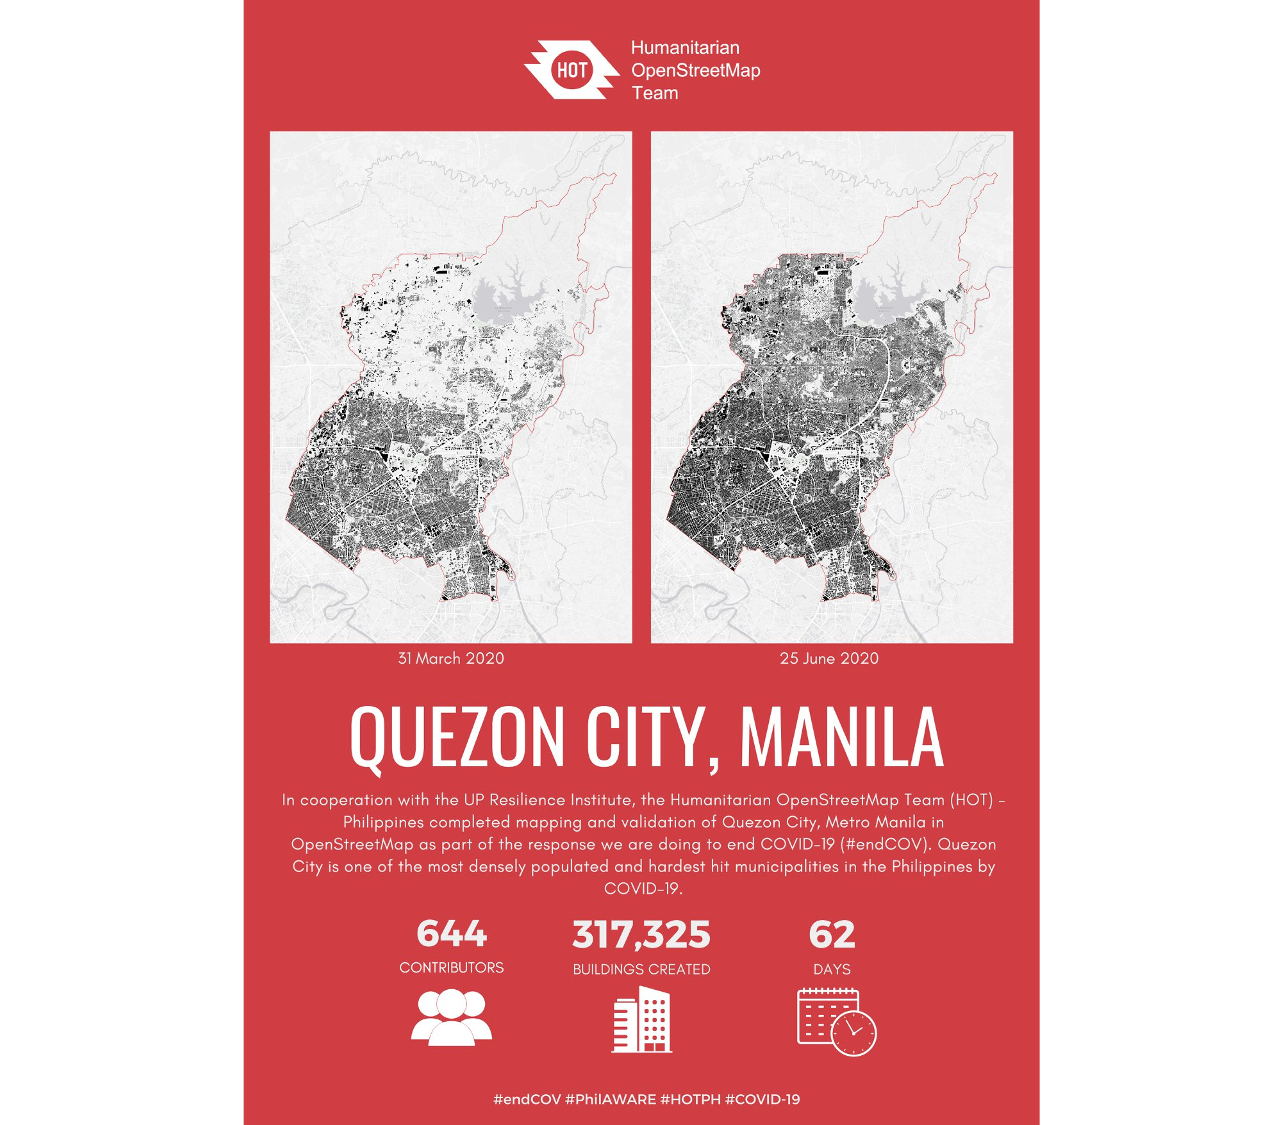 HOT
Humanitarian
OpenStreetMap
Team
31 March 2020
25 June 2020
QUEZON CITY, MANILA
In cooperation with the UP Resilience Institute, the Humanitarian OpenStreetMap Team (HOT) -
Philippines completed mapping and validation of Quezon City, Metro Manila in
OpenStreetMap as part of the response we are doing to end COVID-19 (#endCOV). Quezon
City is one of the most densely populated and hardest hit municipalities in the Philippines by
COVID-19.
644
CONTRIBUTORS
317,325
BUILDINGS CREATED
62
DAYS
#endCOV #PhilAWARE #HOTPH #COVID-19